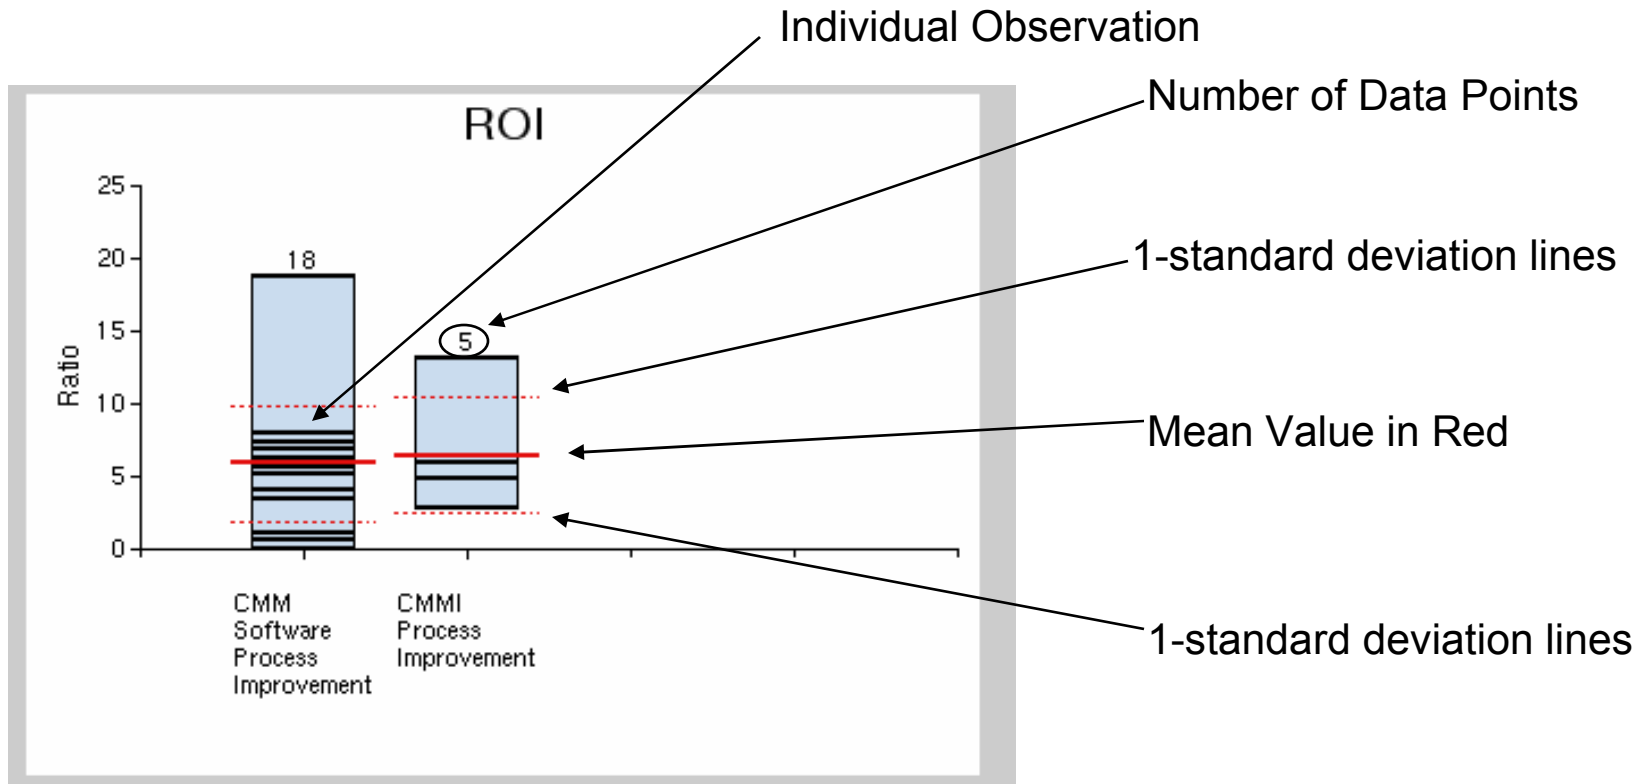 Individual Observation
Number of Data Points
ROI
25
20
15
10
5
0
Ratio
18
5
1-standard deviation lines
Mean Value in Red
1-standard deviation lines
CMM
Software
Process
Improvement
CMMI
Process
Improvement